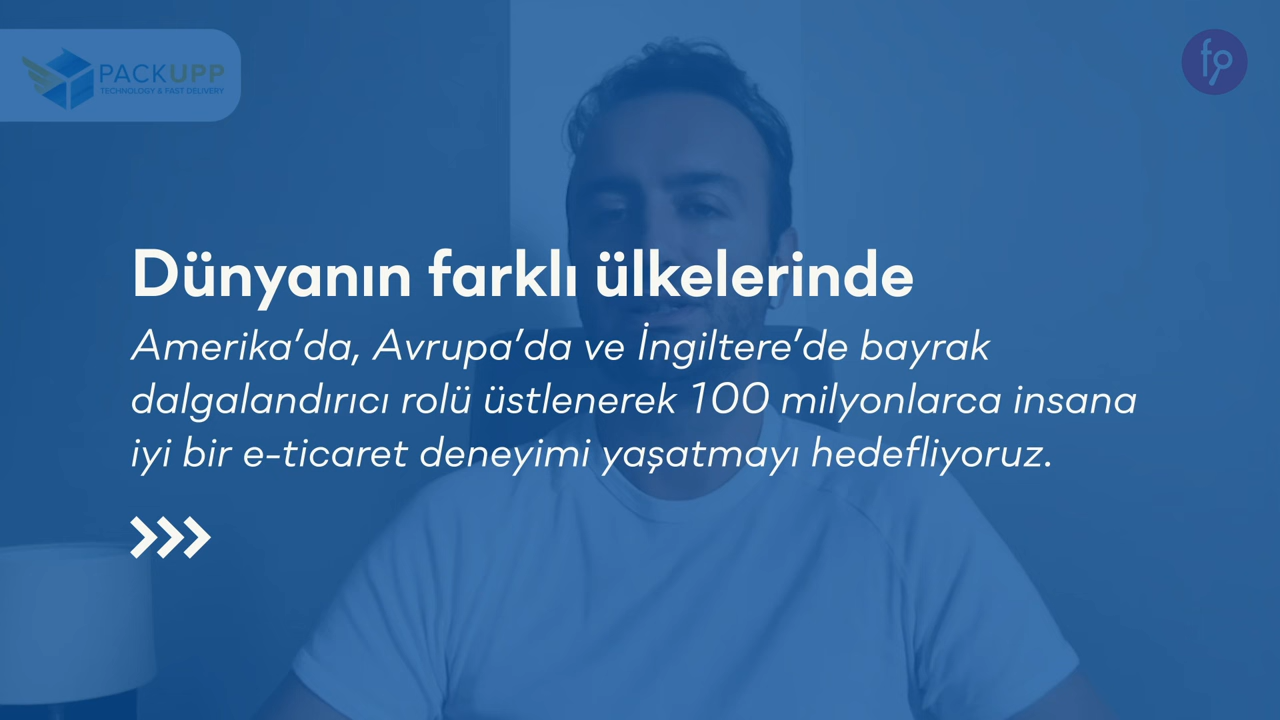 PACKUPP
TECHNOLOGY & FAST DELIVERY
fp
Dünyanın farklı ülkelerinde
Amerika’da, Avrupa’da ve İngiltere’de bayrak
dalgalandırıcı rolü üstlenerek 100 milyonlarca insana
iyi bir e-ticaret deneyimi yaşatmayı hedefliyoruz.